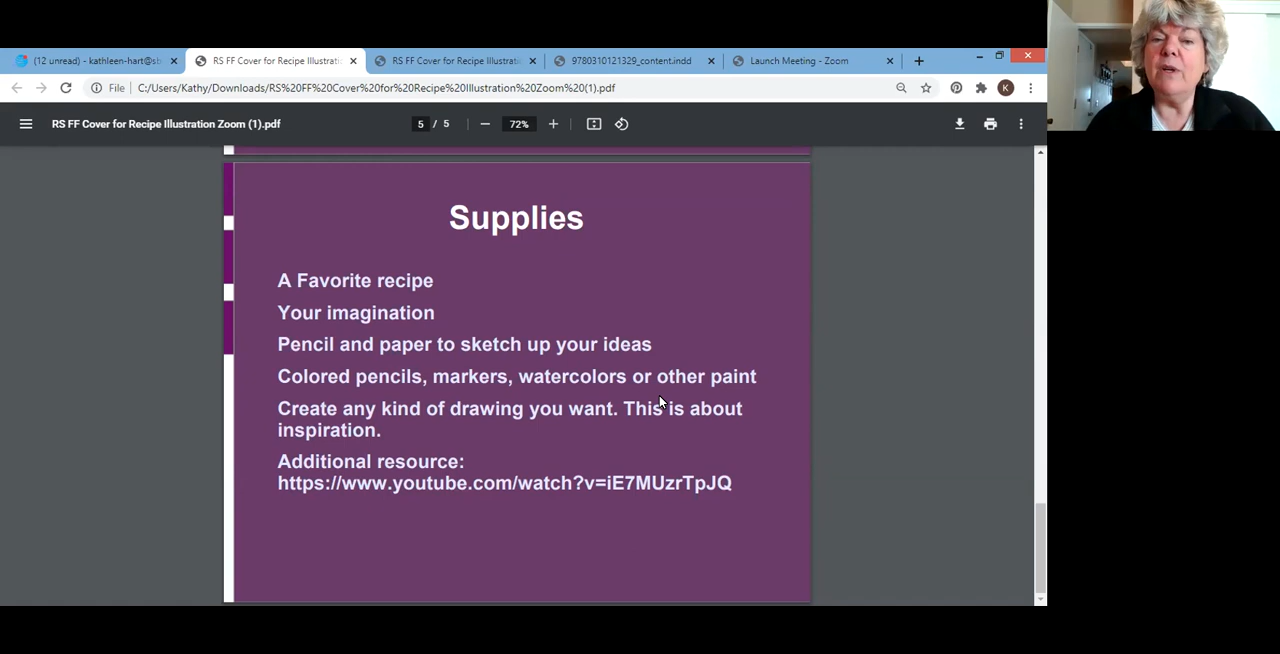 (12 unread) - kathleen-hart@sb
RS FF Cover for Recipe Illustrati
RS FF Cover for Recipe Illustrati
9780310121329_content.indd
Launch Meeting - Zoom
File
C:/Users/Kathy/Downloads/RS%20FF%20Cover%20for%20Recipe%20Illustration%20Zoom%20(1).pdf
K
RS FF Cover for Recipe Illustration Zoom (1).pdf
5 / 5
72%
Supplies
A Favorite recipe
Your imagination
Pencil and paper to sketch up your ideas
Colored pencils, markers, watercolors or other paint
Create any kind of drawing you want. This is about
inspiration.
Additional resource:
https://www.youtube.com/watch?v=iE7MUzrTpJQ